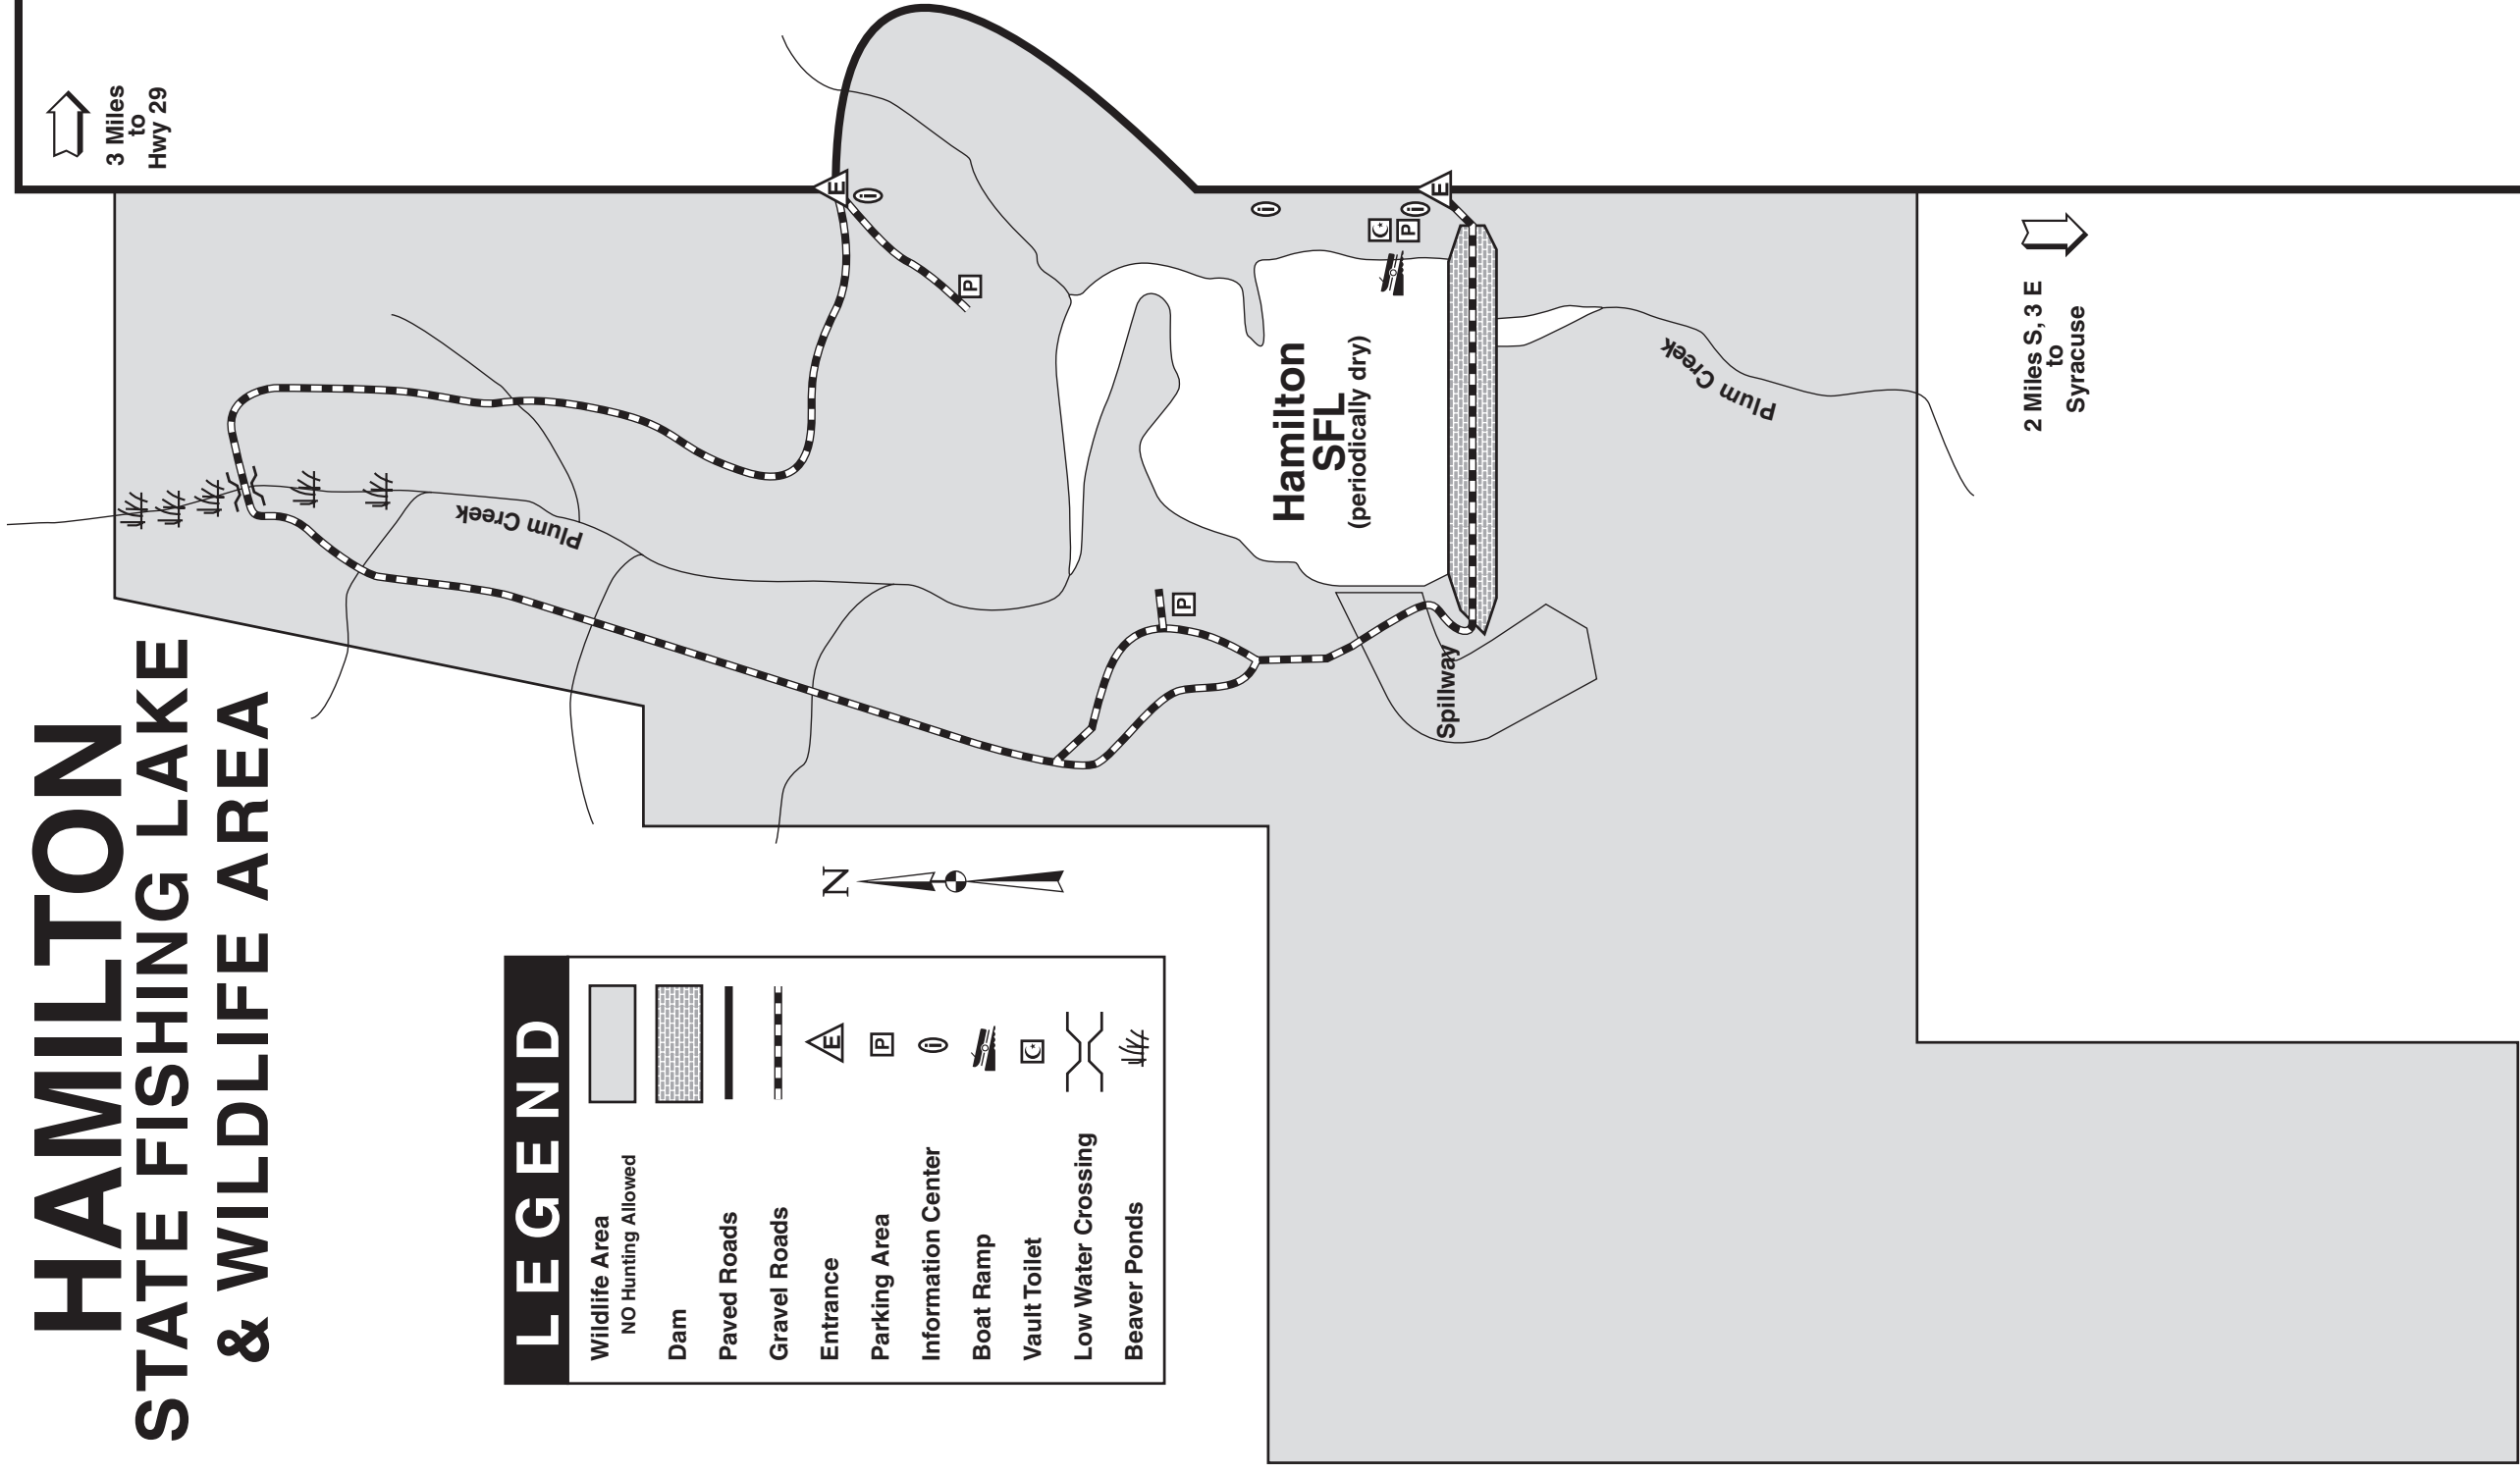 HAMILTON
STATE FISHING LAKE
& WILDLIFE AREA
3 Miles
to
Hwy 29
E
i
P
i
i
E
P
Plum Creek
Hamilton
SFL
(periodically dry)
Plum Creek
P
Spillway
2 Miles S, 3 E
to
Syracuse
N
LEGEND
Wildlife Area
NO Hunting Allowed
Dam
Paved Roads
Gravel Roads
Entrance E
Parking Area P
Information Center i
Boat Ramp
Vault Toilet
Low Water Crossing
Beaver Ponds